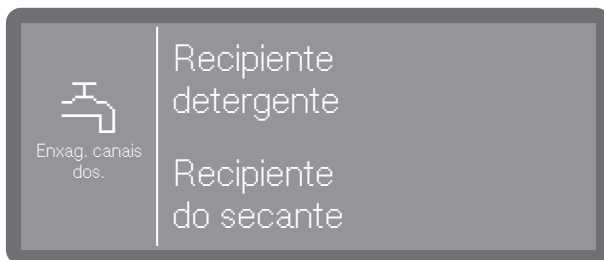 Enxag. canais
dos.
Recipiente
detergente
Recipiente
do secante